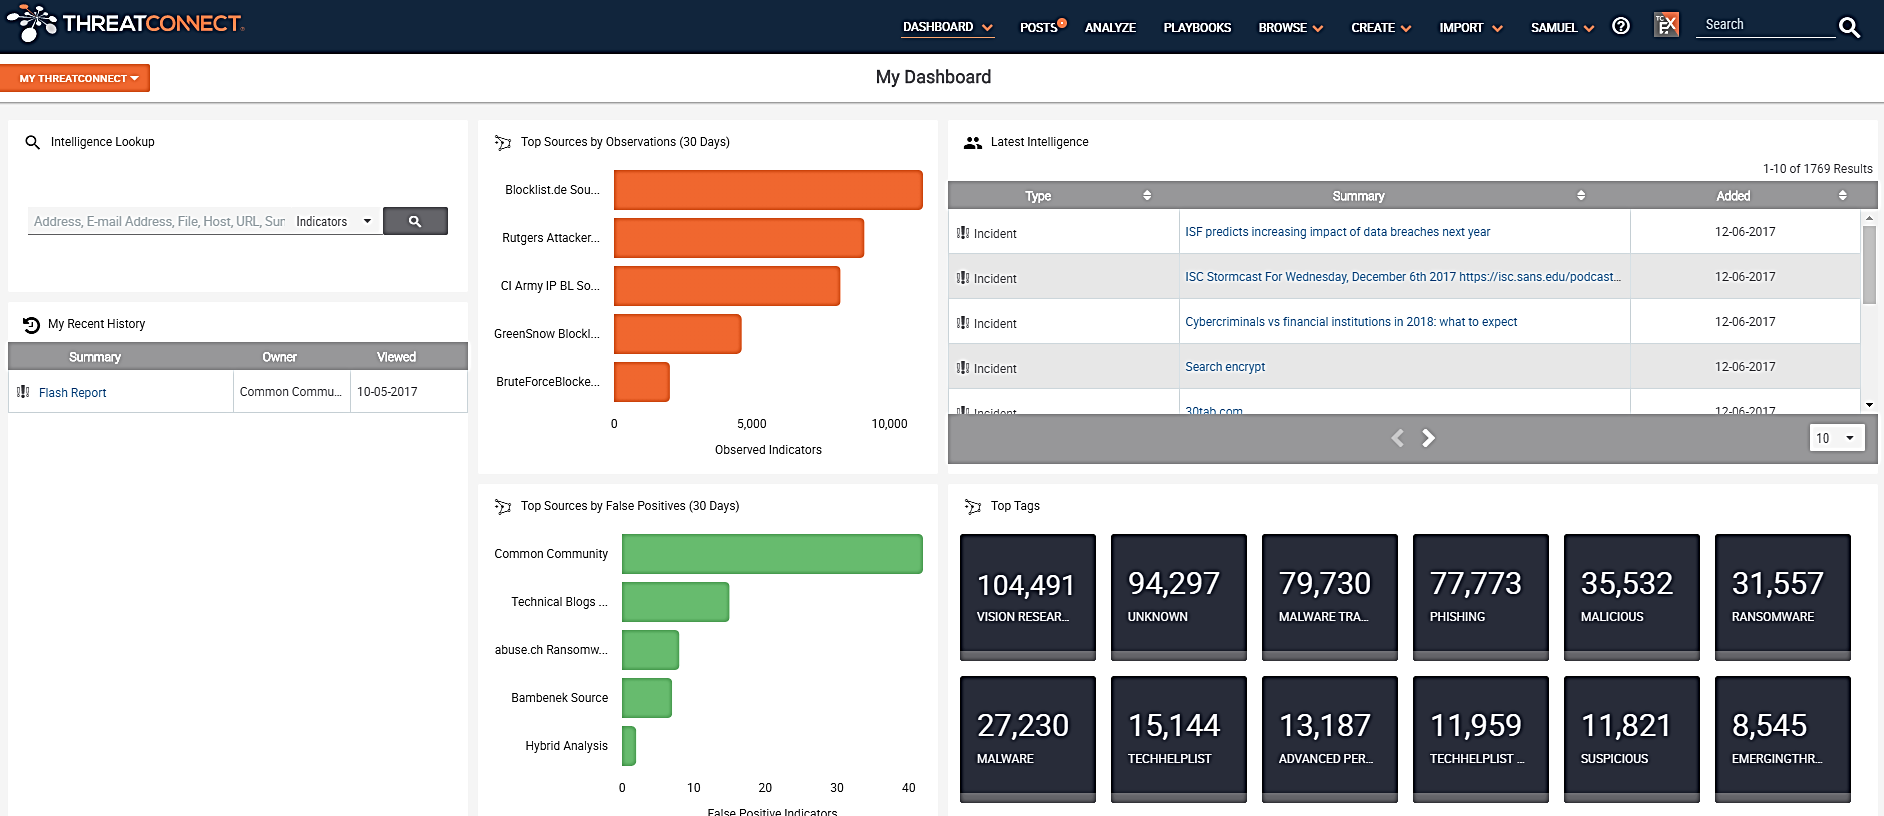 THREATCONNECT
DASHBOARD
POSTS
ANALYZE
PLAYBOOKS
BROWSE
CREATE
IMPORT
SAMUEL
Search
MY THREATCONNECT
My Dashboard
Intelligence Lookup
Address, E-mail Address, File, Host, URL, Sur
Indicators
My Recent History
Summary Owner Viewed
Flash Report Common Commu... 10-05-2017
Top Sources by Observations (30 Days)
Blocklist.de Sou...
Rutgers Attacker...
CI Army IP BL So...
GreenSnow Blockl...
BruteForceBlocke...
0 5,000 10,000
Observed Indicators
Latest Intelligence
1-10 of 1769 Results
Type Summary Added
Incident ISF predicts increasing impact of data breaches next year 12-06-2017
Incident ISC Stormcast For Wednesday, December 6th 2017 https://isc.sans.edu/podcast... 12-06-2017
Incident Cybercriminals vs financial institutions in 2018: what to expect 12-06-2017
Incident Search encrypt 12-06-2017
Incident 30tab.com 12-06-2017
10
Top Sources by False Positives (30 Days)
Common Community
Technical Blogs ...
abuse.ch Ransomw...
Bambenek Source
Hybrid Analysis
0 10 20 30 40
False Positive Indicators
Top Tags
104,491 94,297 79,730 77,773 35,532 31,557
VISION RESEAR... UNKNOWN MALWARE TRA... PHISHING MALICIOUS RANSOMWARE
27,230 15,144 13,187 11,959 11,821 8,545
MALWARE TECHHELPLIST ADVANCED PER... TECHHELPLIST ... SUSPICIOUS EMERGINGTHR...